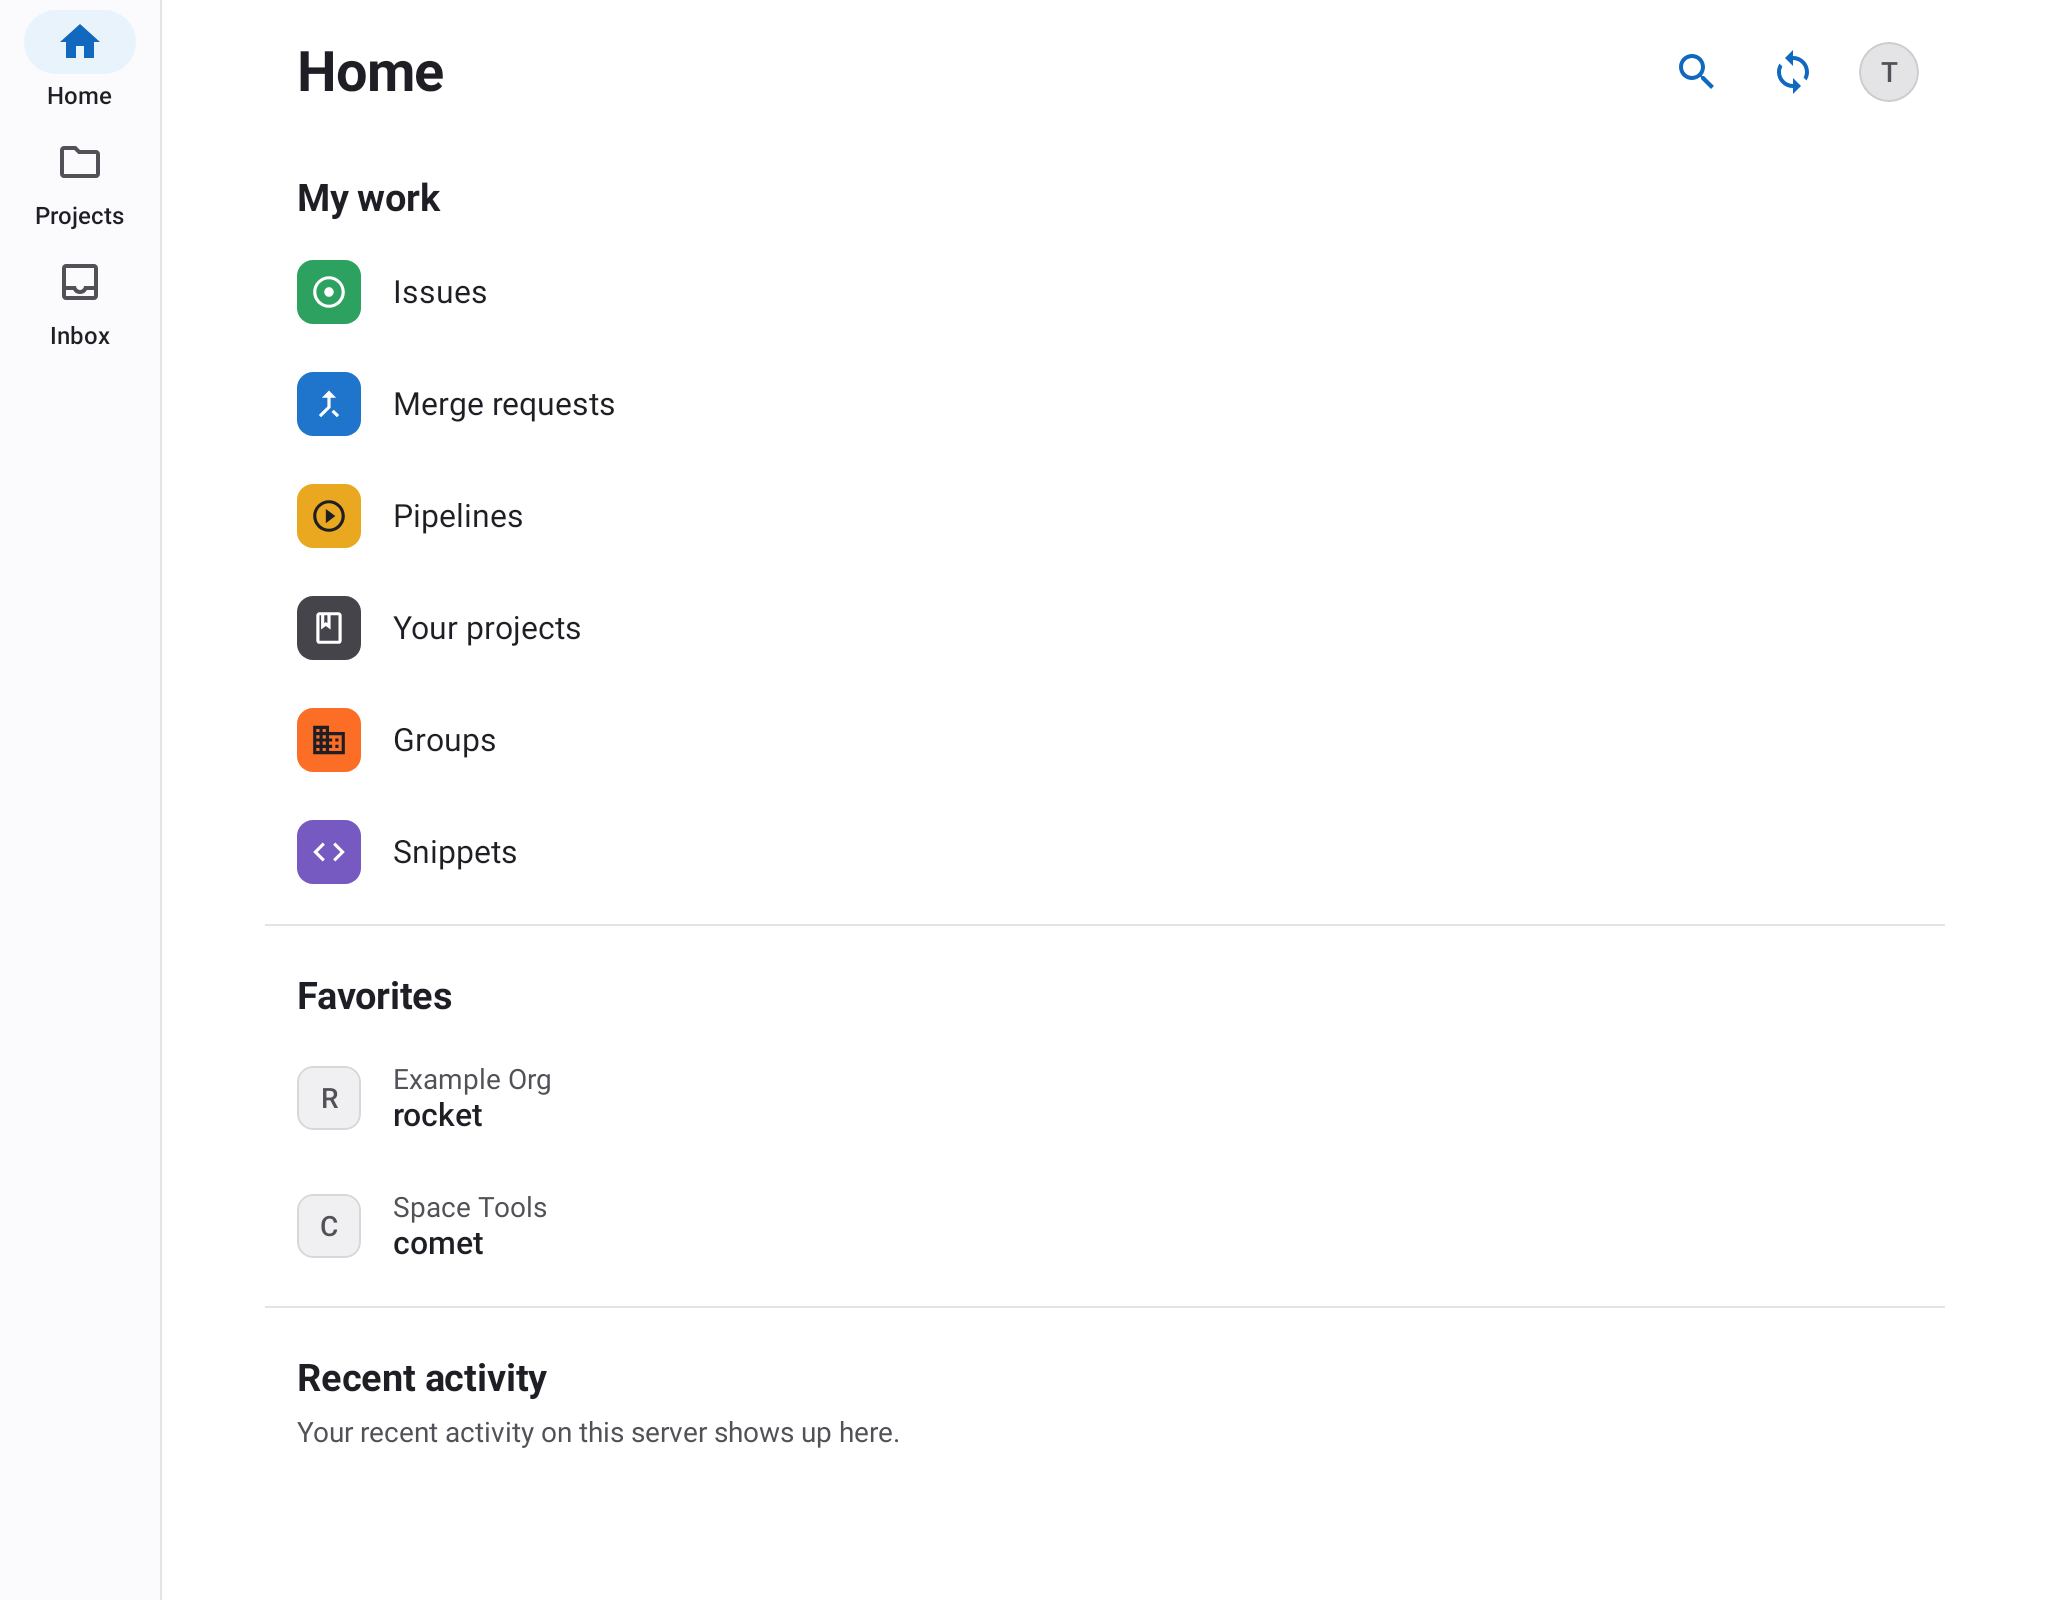 Home
Projects
Inbox
Home
T
My work
Issues
Merge requests
Pipelines
Your projects
Groups
Snippets
Favorites
R
Example Org
rocket
C
Space Tools
comet
Recent activity
Your recent activity on this server shows up here.